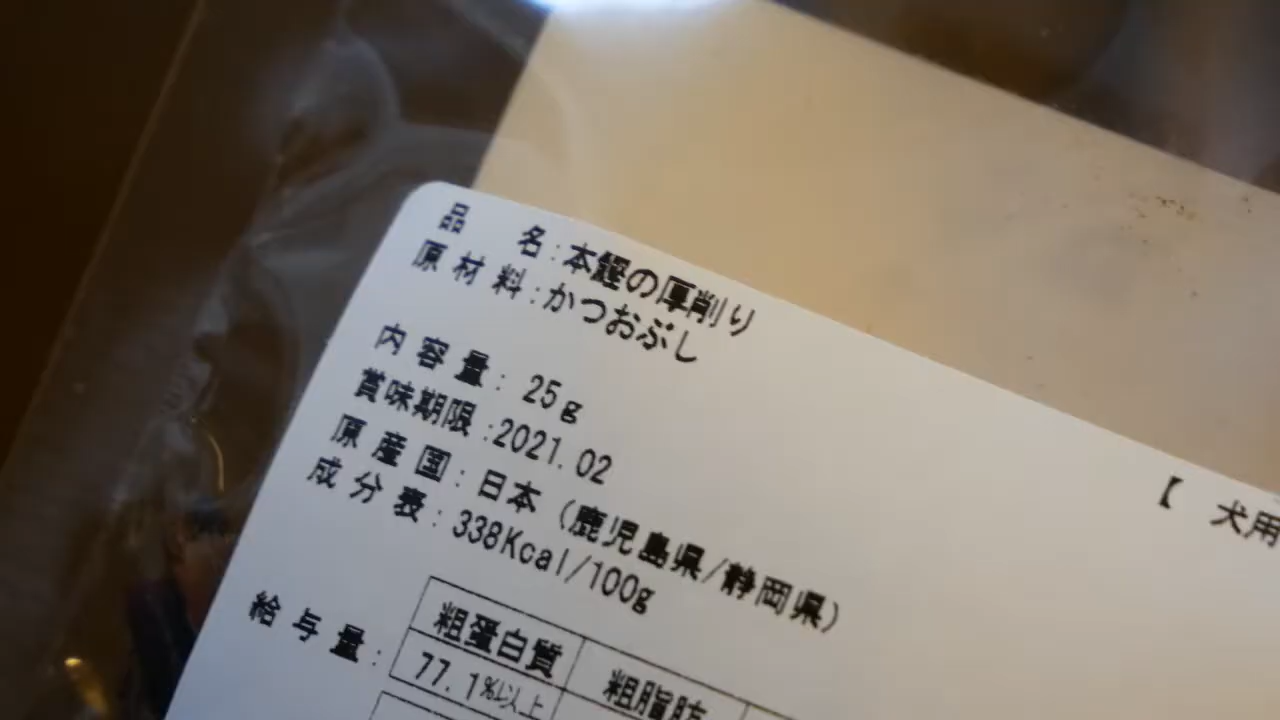 品 名:本鰹の厚削り
原材料:かつおぶし
内容量: 25g
賞味期限:2021.02
原産国:日本(鹿児島県/静岡県)
成分表:338Kcal/100g
【 犬用
粗蛋白質 粗脂肪
77.1%以上
給与量: